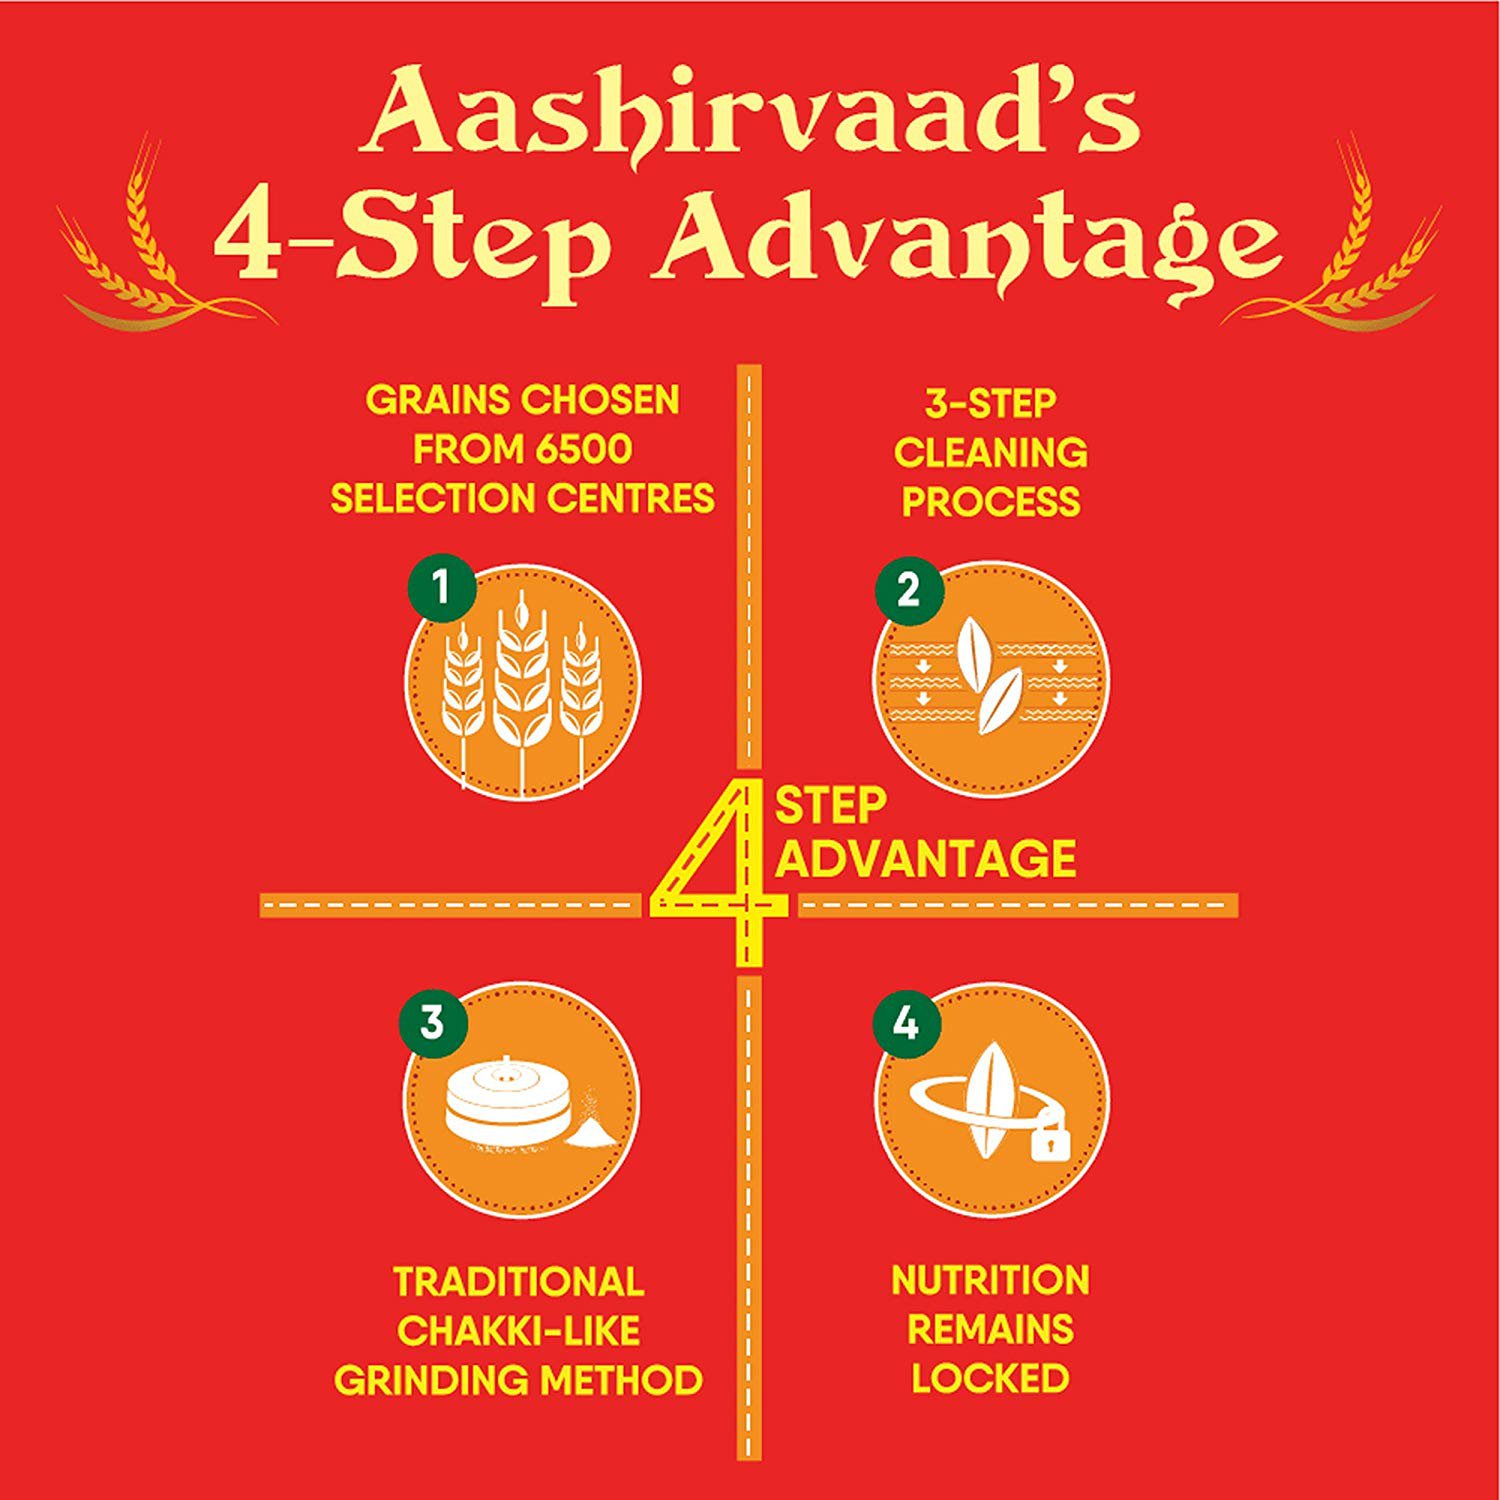 Aashirvaad's
4-Step Advantage
GRAINS CHOSEN
FROM 6500
SELECTION CENTRES
1
3-STEP
CLEANING
PROCESS
2
4 STEP
ADVANTAGE
3
TRADITIONAL
CHAKKI-LIKE
GRINDING METHOD
4
NUTRITION
REMAINS
LOCKED